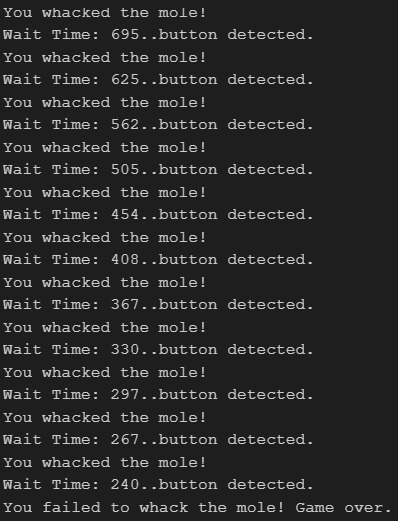 You whacked the mole!
Wait Time: 695..button detected.
You whacked the mole!
Wait Time: 625..button detected.
You whacked the mole!
Wait Time: 562..button detected.
You whacked the mole!
Wait Time: 505..button detected.
You whacked the mole!
Wait Time: 454..button detected.
You whacked the mole!
Wait Time: 408..button detected.
You whacked the mole!
Wait Time: 367..button detected.
You whacked the mole!
Wait Time: 330..button detected.
You whacked the mole!
Wait Time: 297..button detected.
You whacked the mole!
Wait Time: 267..button detected.
You whacked the mole!
Wait Time: 240..button detected.
You failed to whack the mole! Game over.